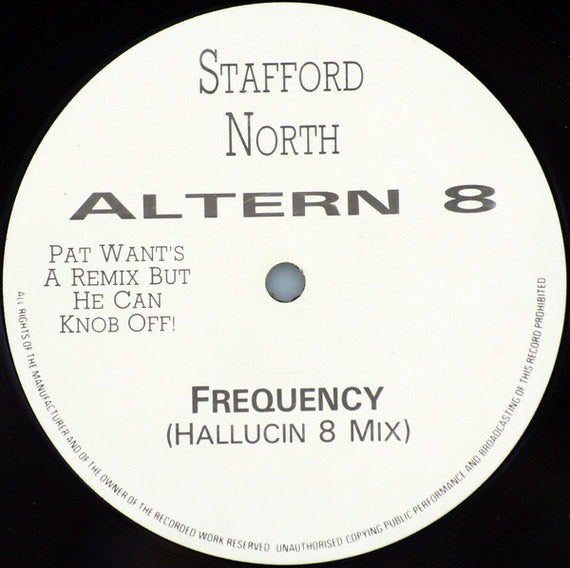 STAFFORD
NORTH
ALTERN 8
PAT WANT'S
A REMIX BUT
HE CAN
KNOB OFF!
FREQUENCY
(HALLUCIN 8 MIX)
ALL RIGHTS OF THE MANUFACTURER AND OF THE OWNER OF THE RECORDED WORK RESERVED UNAUTHORISED COPYING PUBLIC PERFORMANCE AND BROADCASTING OF THIS RECORD PROHIBITED